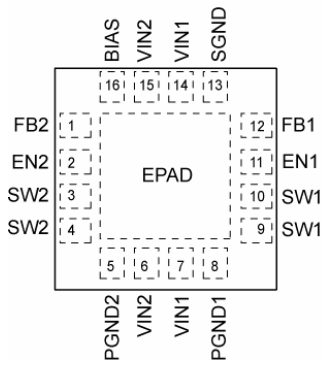 BIAS VIN2 VIN1 SGND
16 15 14 13
FB2 1 12 FB1
EN2 2 11 EN1
EPAD
SW2 3 10 SW1
SW2 4 9 SW1
5 6 7 8
PGND2 VIN2 VIN1 PGND1